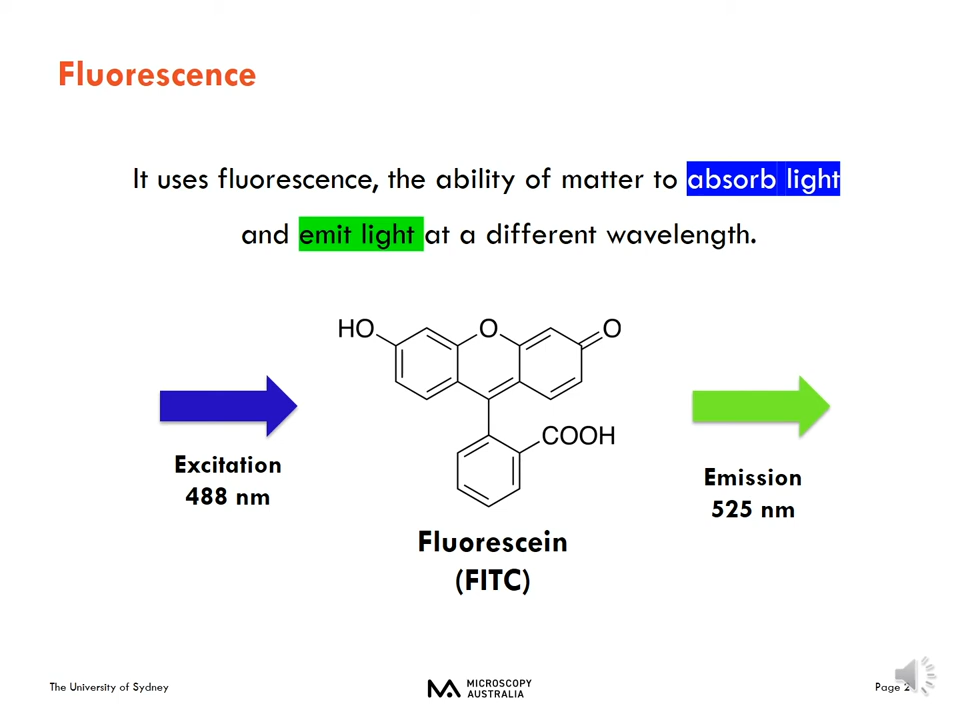 Fluorescence
It uses fluorescence, the ability of matter to absorb light
and emit light at a different wavelength.
HO
O
O
COOH
Excitation
488 nm
Emission
525 nm
Fluorescein
(FITC)
The University of Sydney
MICROSCOPY
AUSTRALIA
Page 2